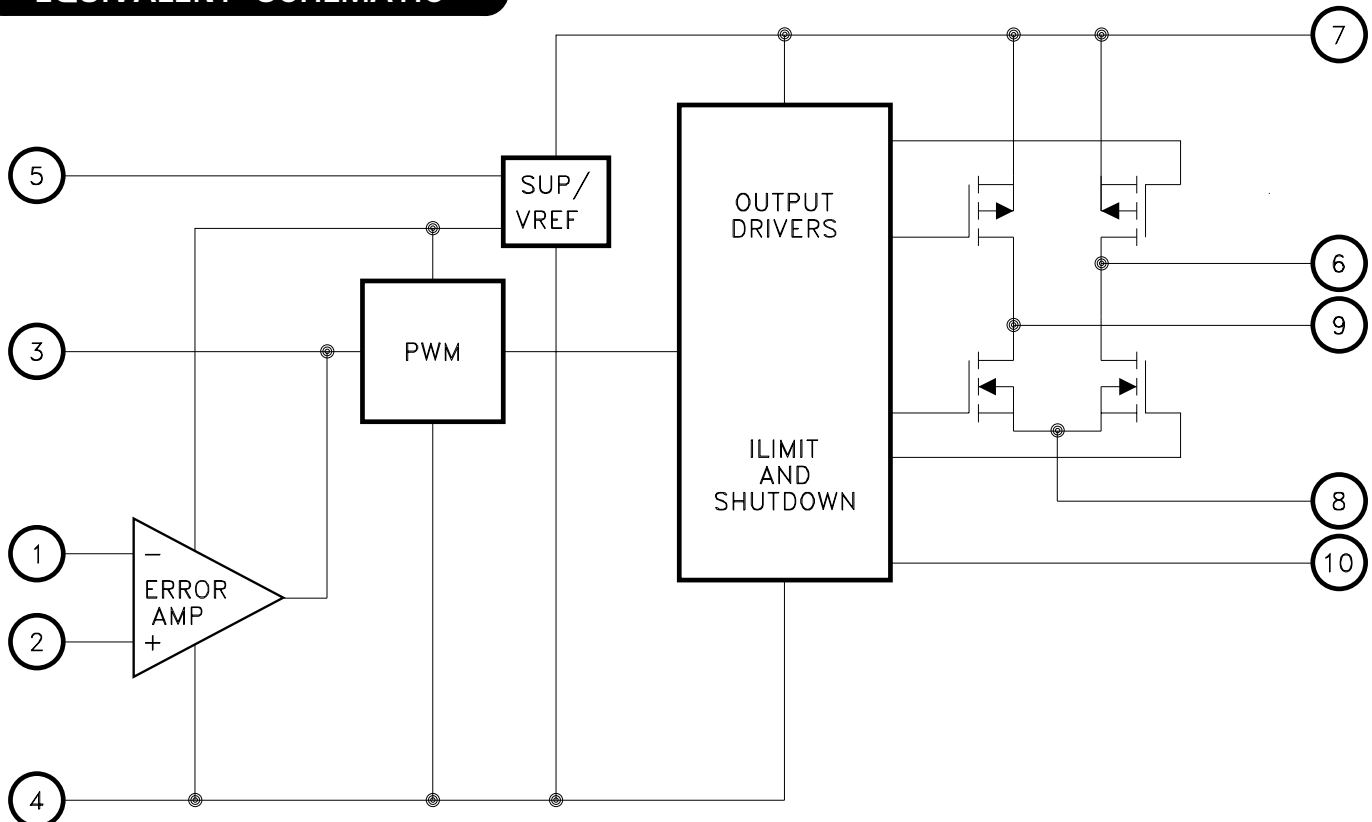 EQUIVALENT SCHEMATIC
7
5
SUP/
VREF
OUTPUT
DRIVERS
6
9
3
PWM
ILIMIT
AND
SHUTDOWN
8
1
−
10
ERROR
AMP
2
+
4